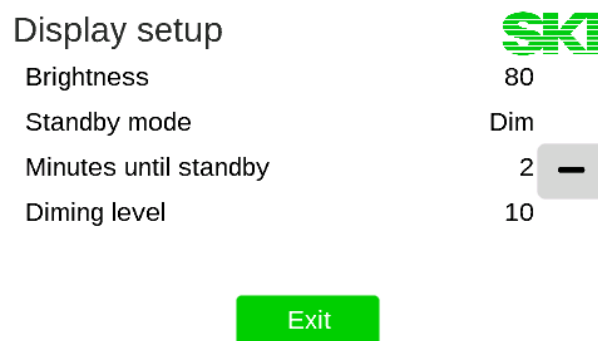 Display setup
Brightness 80
Standby mode Dim
Minutes until standby 2
Diming level 10
Exit